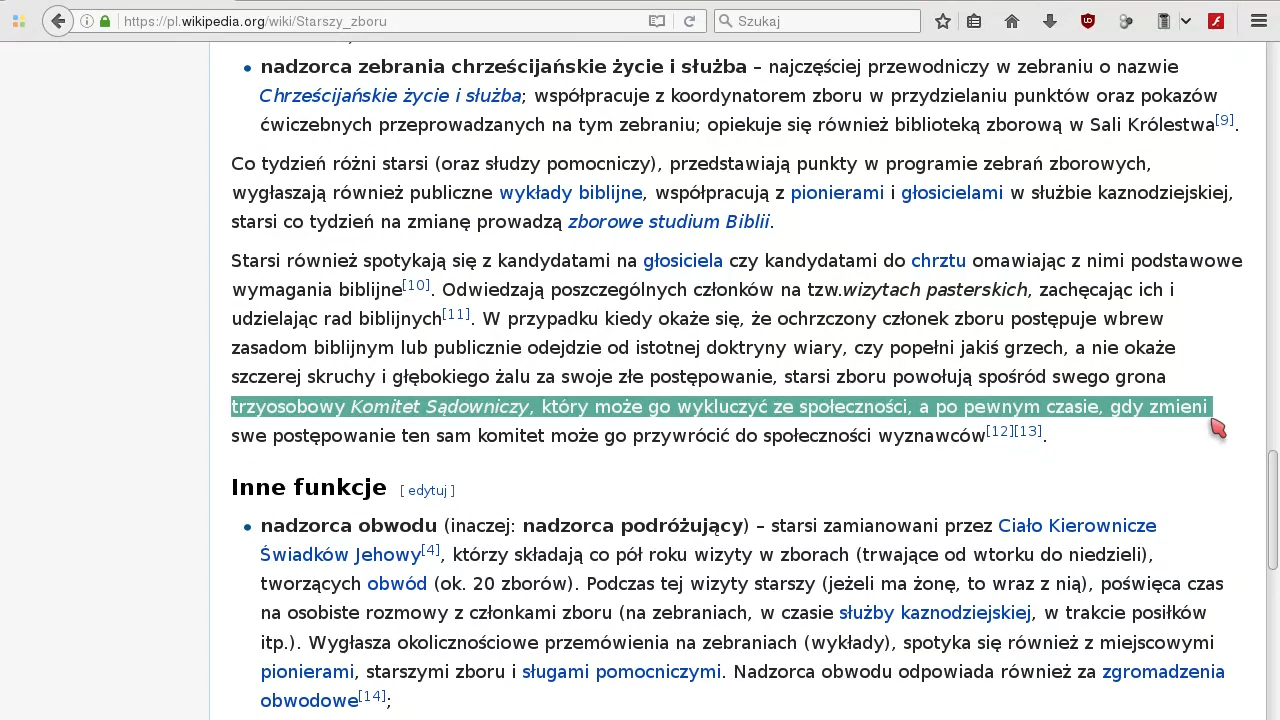 https://pl.wikipedia.org/wiki/Starszy_zboru
Szukaj
nadzorca zebrania chrześcijańskie życie i służba – najczęściej przewodniczy w zebraniu o nazwie
Chrześcijańskie życie i służba; współpracuje z koordynatorem zboru w przydzielaniu punktów oraz pokazów
ćwiczebnych przeprowadzanych na tym zebraniu; opiekuje się również biblioteką zborową w Sali Królestwa[9].
Co tydzień różni starsi (oraz słudzy pomocniczy), przedstawiają punkty w programie zebrań zborowych,
wygłaszają również publiczne wykłady biblijne, współpracują z pionierami i głosicielami w służbie kaznodziejskiej,
starsi co tydzień na zmianę prowadzą zborowe studium Biblii.
Starsi również spotykają się z kandydatami na głosiciela czy kandydatami do chrztu omawiając z nimi podstawowe
wymagania biblijne[10]. Odwiedzają poszczególnych członków na tzw.wizytach pasterskich, zachęcając ich i
udzielając rad biblijnych[11]. W przypadku kiedy okaże się, że ochrzczony członek zboru postępuje wbrew
zasadom biblijnym lub publicznie odejdzie od istotnej doktryny wiary, czy popełni jakiś grzech, a nie okaże
szczerej skruchy i głębokiego żalu za swoje złe postępowanie, starsi zboru powołują spośród swego grona
trzyosobowy Komitet Sądowniczy, który może go wykluczyć ze społeczności, a po pewnym czasie, gdy zmieni
swe postępowanie ten sam komitet może go przywrócić do społeczności wyznawców[12][13].
Inne funkcje [ edytuj ]
nadzorca obwodu (inaczej: nadzorca podróżujący) – starsi zamianowani przez Ciało Kierownicze
Świadków Jehowy[4], którzy składają co pół roku wizyty w zborach (trwające od wtorku do niedzieli),
tworzących obwód (ok. 20 zborów). Podczas tej wizyty starszy (jeżeli ma żonę, to wraz z nią), poświęca czas
na osobiste rozmowy z członkami zboru (na zebraniach, w czasie służby kaznodziejskiej, w trakcie posiłków
itp.). Wygłasza okolicznościowe przemówienia na zebraniach (wykłady), spotyka się również z miejscowymi
pionierami, starszymi zboru i sługami pomocniczymi. Nadzorca obwodu odpowiada również za zgromadzenia
obwodowe[14];